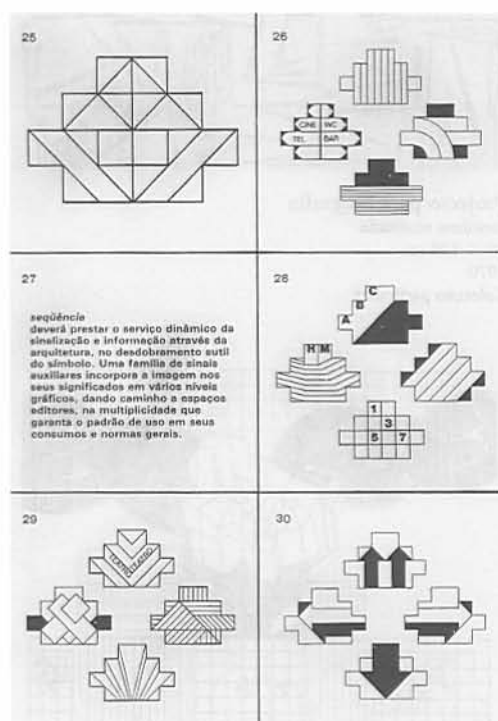 25
26
CINE WC
TEL BAR
27
seqüência
deverá prestar o serviço dinâmico da
sinalização e informação através da
arquitetura, no desdobramento sutil
do símbolo. Uma família de sinais
auxiliares incorpora a imagem nos
seus significados em vários níveis
gráficos, dando caminho a espaços
editores, na multiplicidade que
garanta o padrão de uso em seus
consumos e normas gerais.
28
C
B
A
H M
1
3
5 7
29
TEATRO TEATRO
30